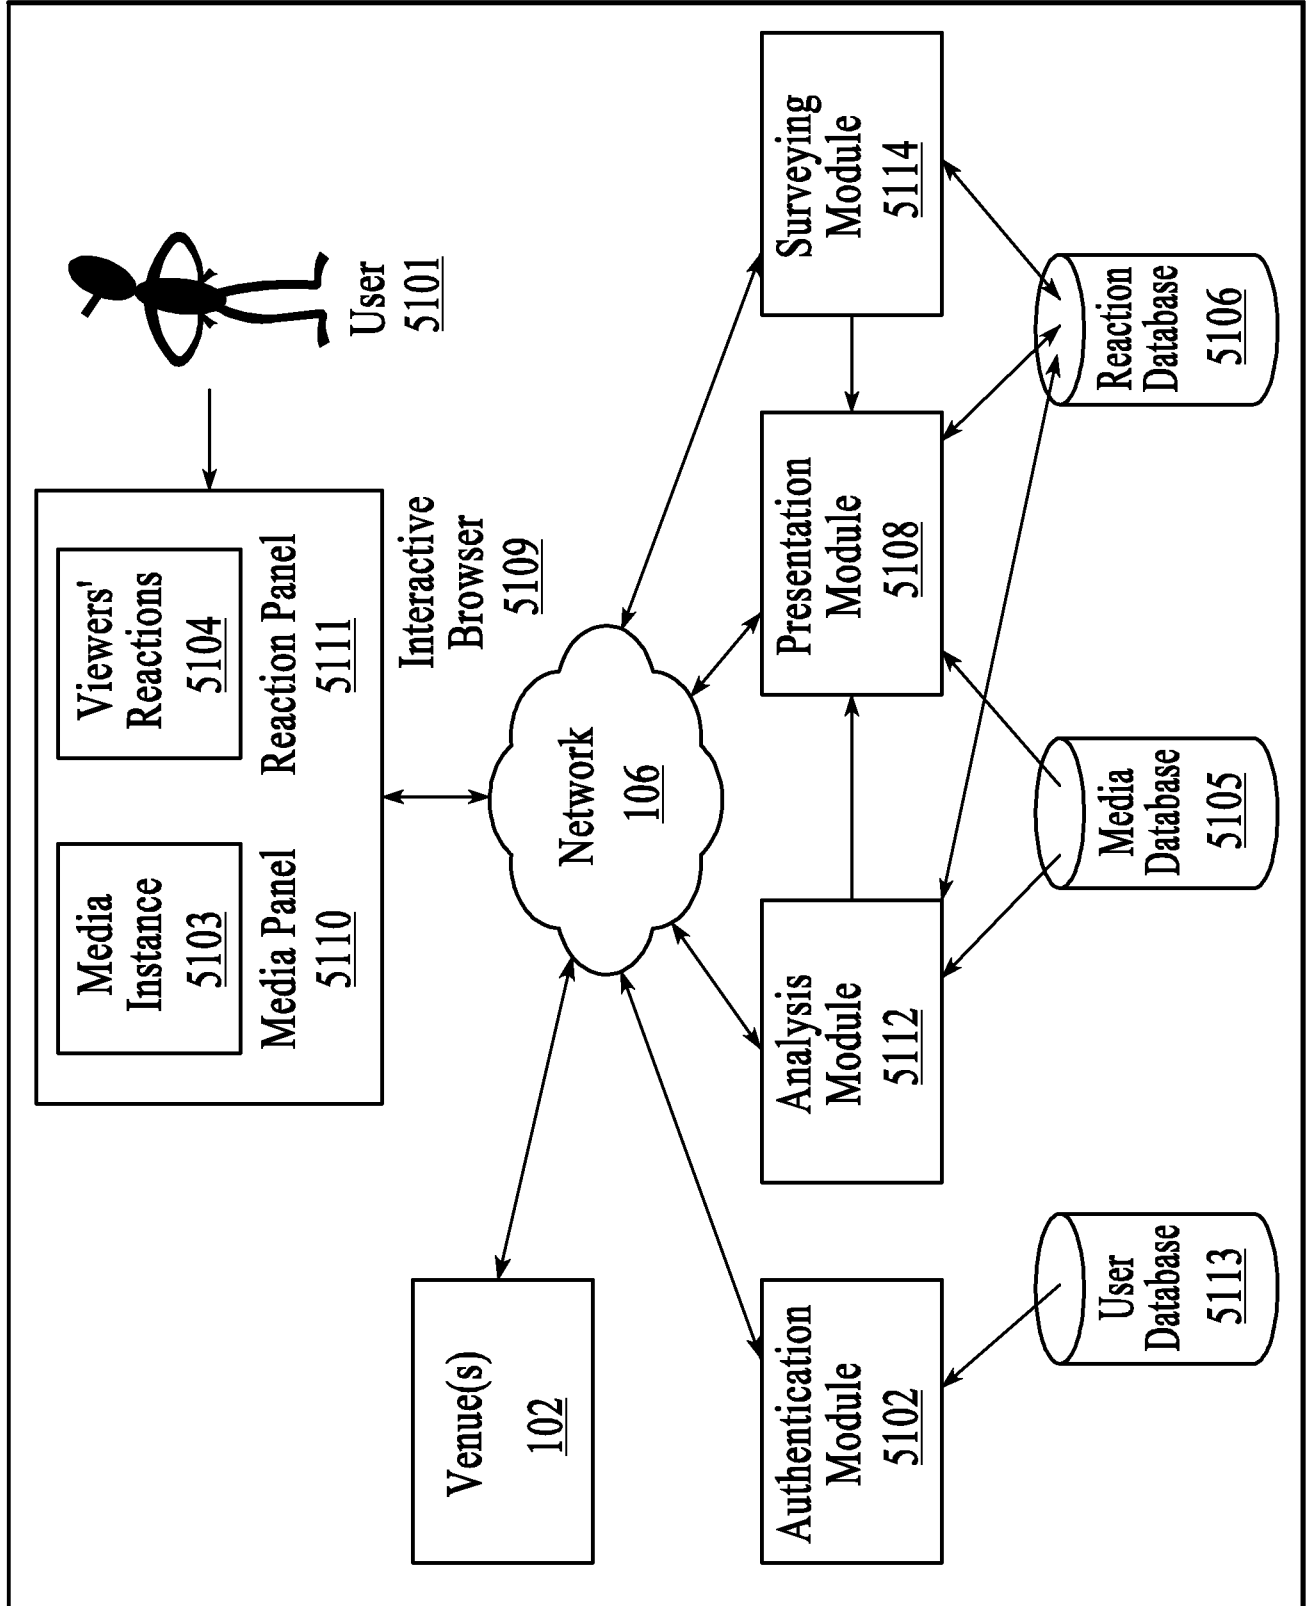 Media
Instance
5103
Media Panel
5110
Viewers'
Reactions
5104
Reaction Panel
5111
User
5101
Interactive
Browser
5109
Venue(s)
102
Network
106
Authentication
Module
5102
Analysis
Module
5112
Presentation
Module
5108
Surveying
Module
5114
User
Database
5113
Media
Database
5105
Reaction
Database
5106